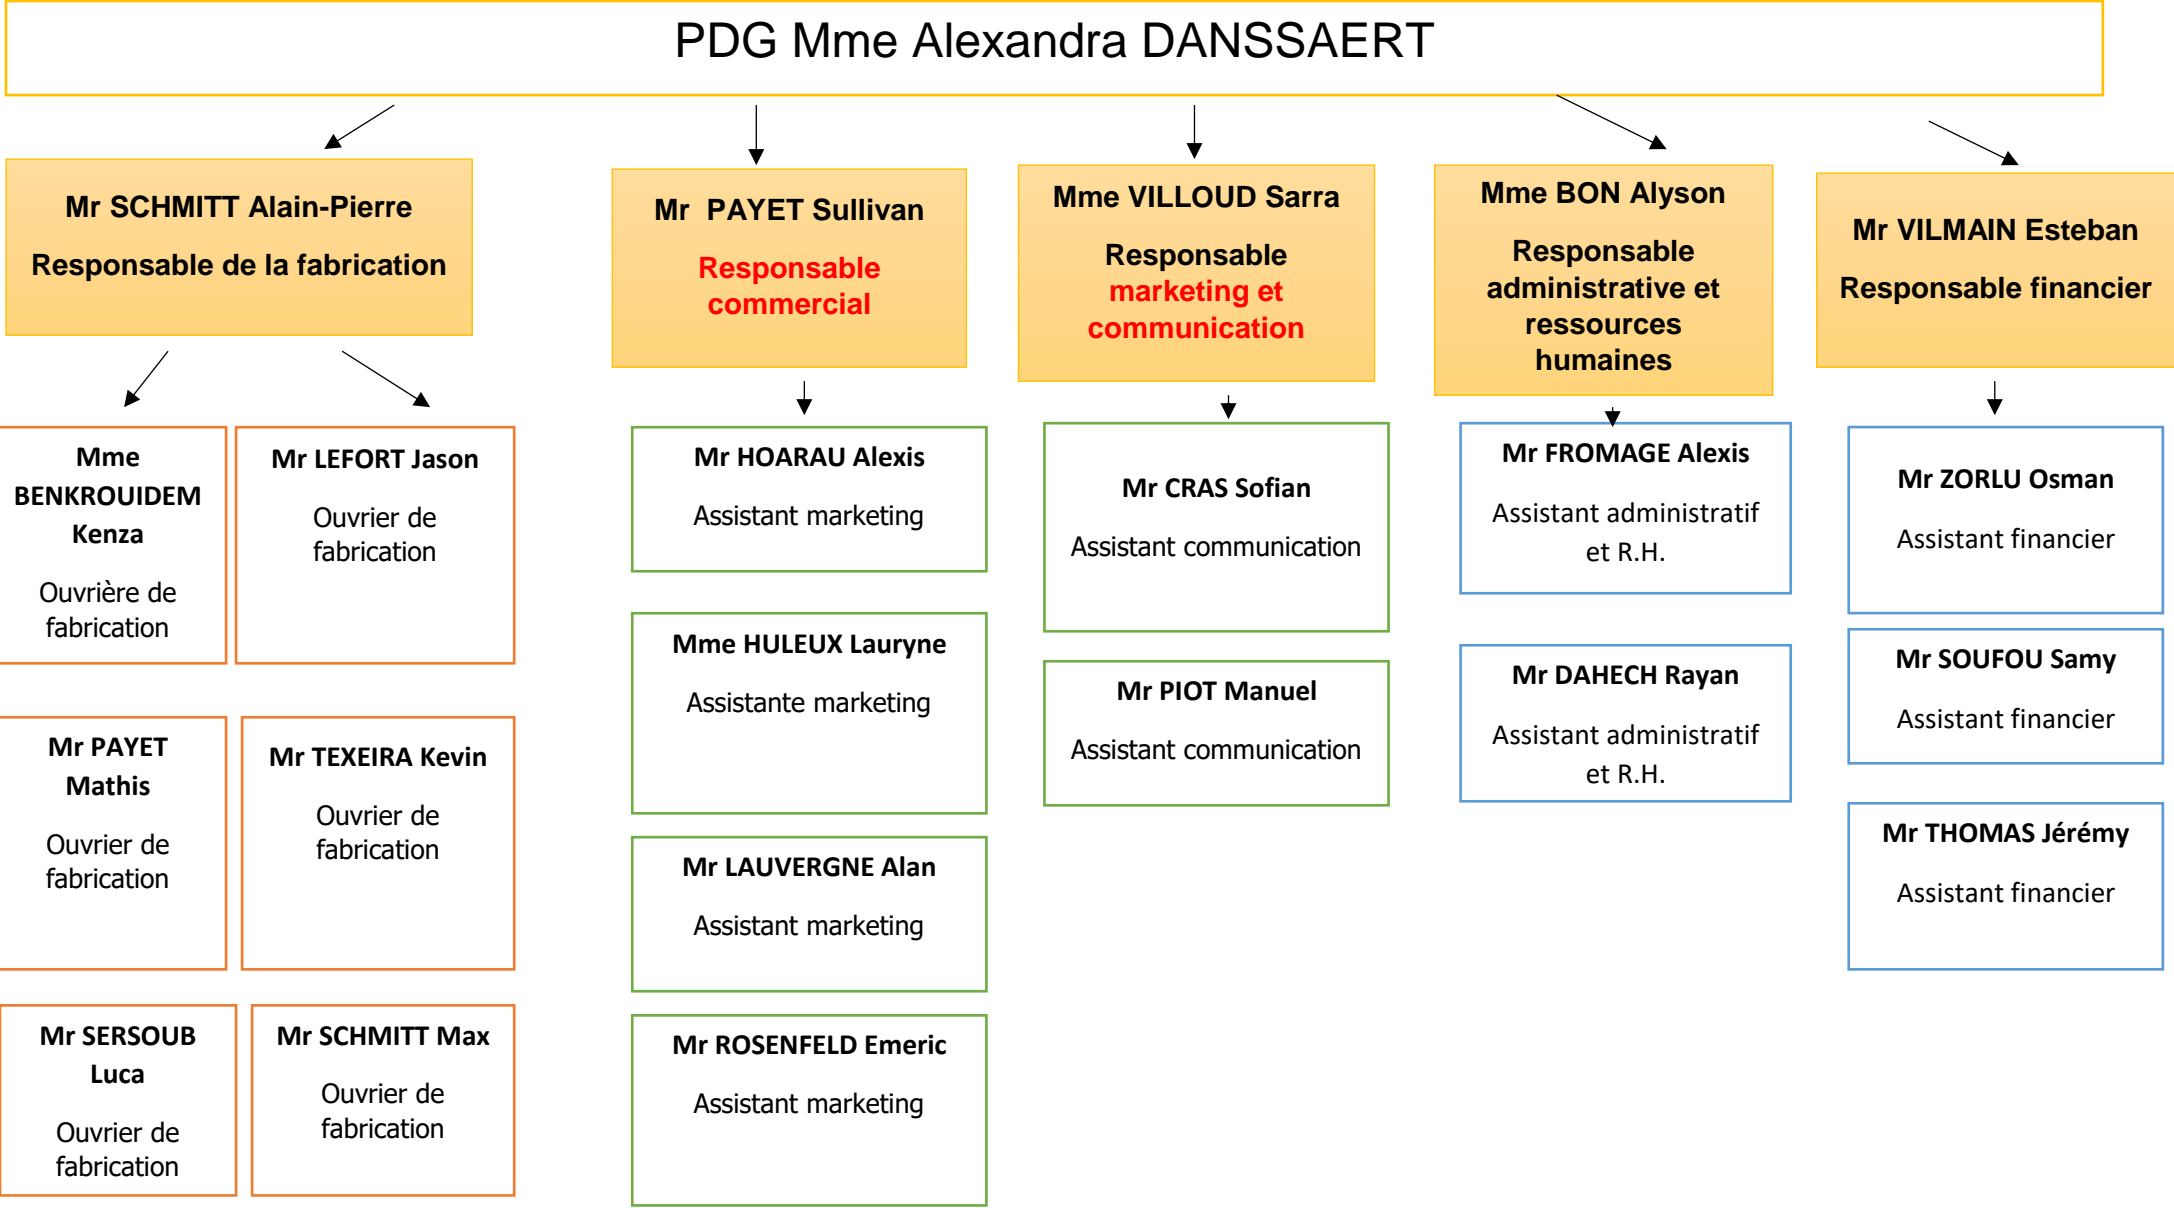 PDG Mme Alexandra DANSSAERT
Mr SCHMITT Alain-Pierre
Responsable de la fabrication
Mr  PAYET Sullivan
Responsable
commercial
Mme VILLOUD Sarra
Responsable
marketing et
communication
Mme BON Alyson
Responsable
administrative et
ressources
humaines
Mr VILMAIN Esteban
Responsable financier
Mme
BENKROUIDEM
Kenza
Ouvrière de
fabrication
Mr LEFORT Jason
Ouvrier de
fabrication
Mr PAYET
Mathis
Ouvrier de
fabrication
Mr TEXEIRA Kevin
Ouvrier de
fabrication
Mr SERSOUB
Luca
Ouvrier de
fabrication
Mr SCHMITT Max
Ouvrier de
fabrication
Mr HOARAU Alexis
Assistant marketing
Mme HULEUX Lauryne
Assistante marketing
Mr LAUVERGNE Alan
Assistant marketing
Mr ROSENFELD Emeric
Assistant marketing
Mr CRAS Sofian
Assistant communication
Mr PIOT Manuel
Assistant communication
Mr FROMAGE Alexis
Assistant administratif
et R.H.
Mr DAHECH Rayan
Assistant administratif
et R.H.
Mr ZORLU Osman
Assistant financier
Mr SOUFOU Samy
Assistant financier
Mr THOMAS Jérémy
Assistant financier